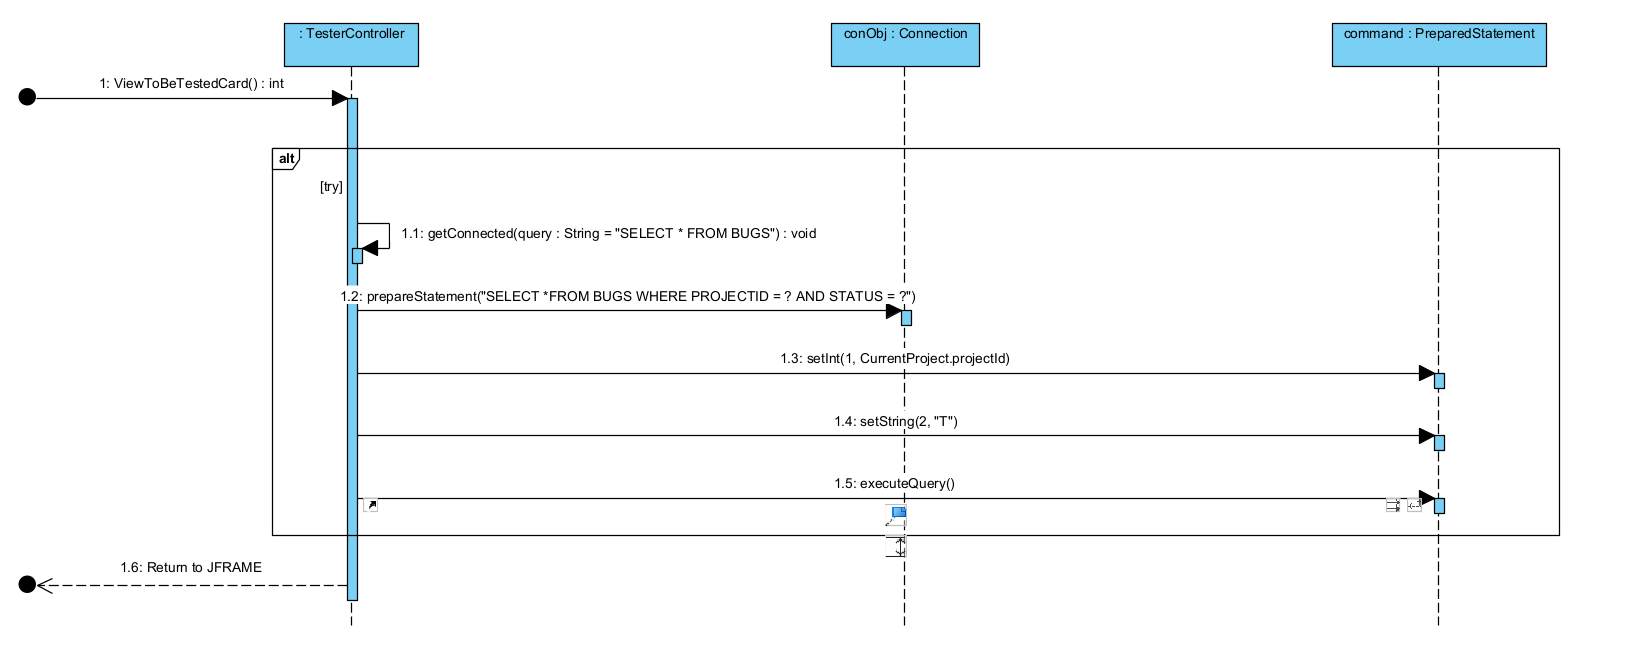 : TesterController
conObj : Connection
command : PreparedStatement
1: ViewToBeTestedCard() : int
alt
[try]
1.1: getConnected(query : String = "SELECT * FROM BUGS") : void
1.2: prepareStatement("SELECT *FROM BUGS WHERE PROJECTID = ? AND STATUS = ?")
1.3: setInt(1, CurrentProject.projectId)
1.4: setString(2, "T")
1.5: executeQuery()
1.6: Return to JFRAME